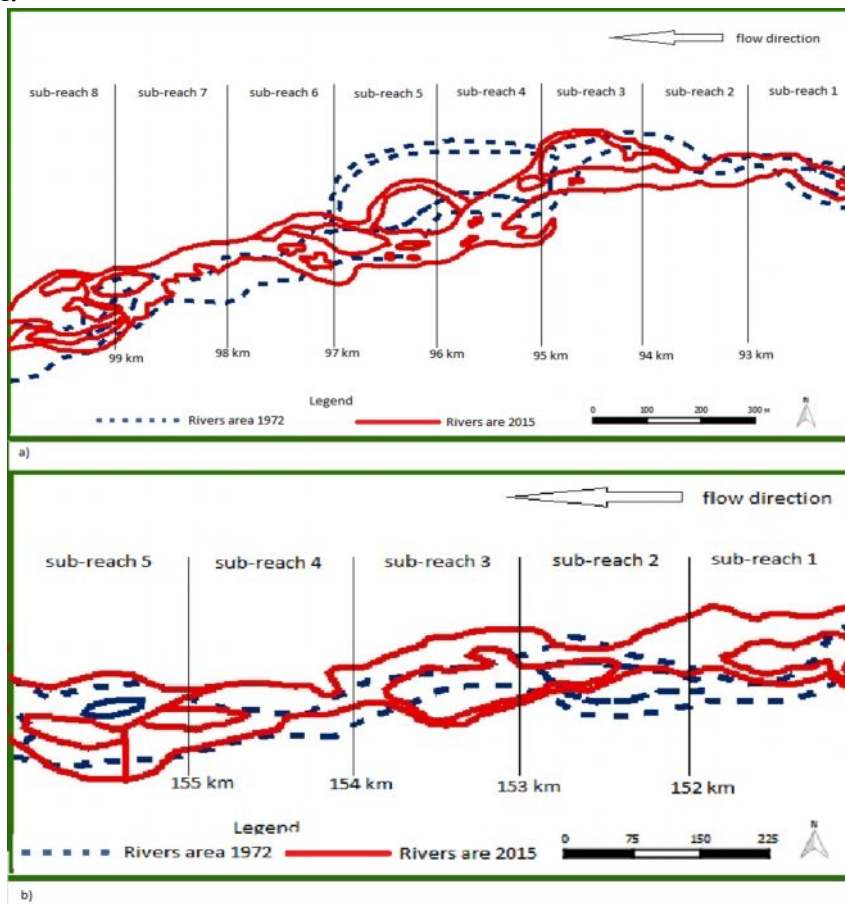 flow direction
sub-reach 8 sub-reach 7 sub-reach 6 sub-reach 5 sub-reach 4 sub-reach 3 sub-reach 2 sub-reach 1
99 km 98 km 97 km 96 km 95 km 94 km 93 km
Legend
Rivers area 1972 Rivers are 2015 0 100 200 300 M N
a)
flow direction
sub-reach 5 sub-reach 4 sub-reach 3 sub-reach 2 sub-reach 1
155 km 154 km 153 km 152 km
Legend
Rivers area 1972 Rivers are 2015 0 75 150 225 N
b)